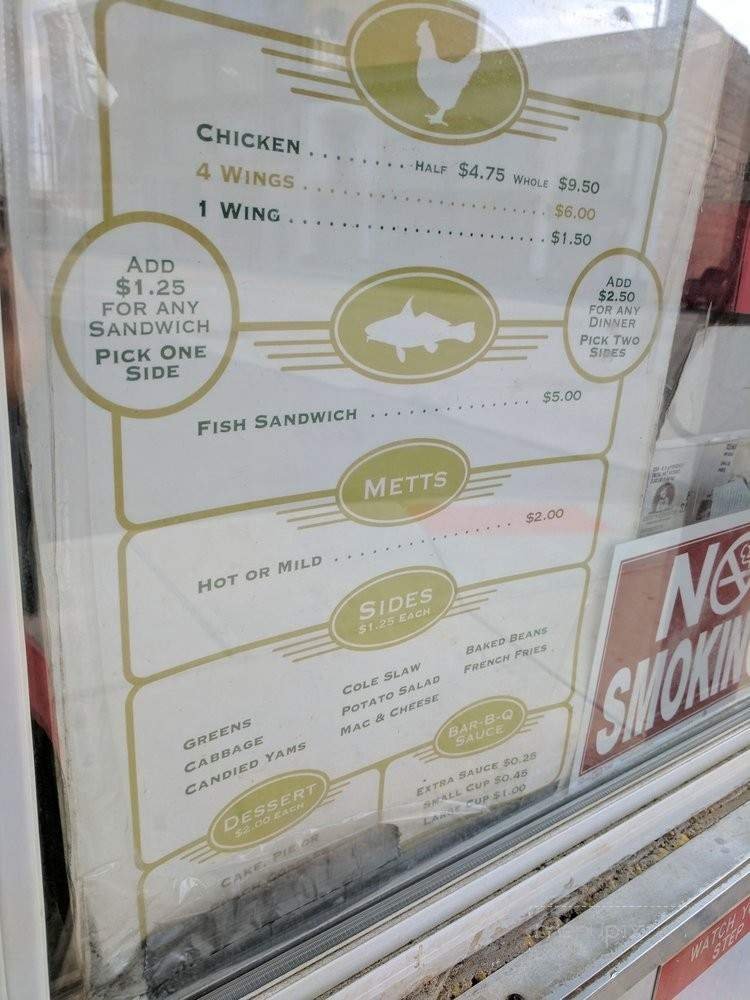 CHICKEN ........ HALF $4.75 WHOLE $9.50
4 WINGS ........................ $6.00
1 WING ......................... $1.50
ADD
$1.25
FOR ANY
SANDWICH
PICK ONE
SIDE
ADD
$2.50
FOR ANY
DINNER
PICK TWO
SIDES
FISH SANDWICH .............. $5.00
METTS
HOT OR MILD ................ $2.00
SIDES
$1.25 EACH
GREENS
CABBAGE
CANDIED YAMS
COLE SLAW
POTATO SALAD
MAC & CHEESE
BAKED BEANS
FRENCH FRIES
DESSERT
$2.00 EACH
CAKE, PIE OR
BAR-B-Q
SAUCE
EXTRA SAUCE $0.25
SMALL CUP $0.45
LARGE CUP $1.00
NO
SMOKING
WATCH Y
STEP